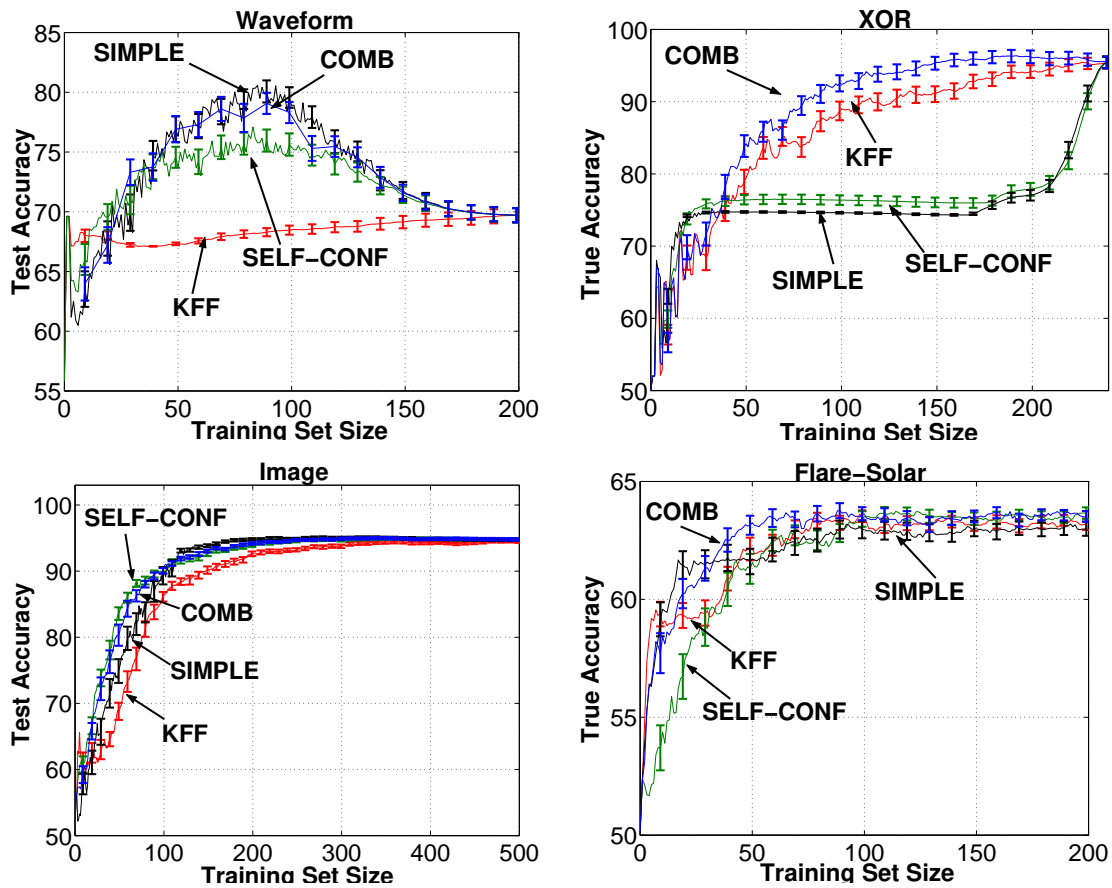 Waveform
Test Accuracy
85
80
75
70
65
60
55
SIMPLE
COMB
SELF-CONF
KFF
0 50 100 150 200
Training Set Size
XOR
True Accuracy
100
90
80
70
60
50
COMB
KFF
SELF-CONF
SIMPLE
0 50 100 150 200
Training Set Size
Image
Test Accuracy
100
90
80
70
60
50
SELF-CONF
COMB
SIMPLE
KFF
0 100 200 300 400 500
Training Set Size
Flare-Solar
True Accuracy
65
60
55
50
COMB
SIMPLE
KFF
SELF-CONF
0 50 100 150 200
Training Set Size